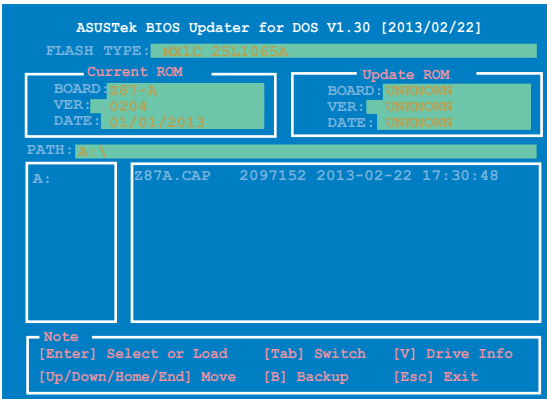 ASUSTek BIOS Updater for DOS V1.30 [2013/02/22]
FLASH TYPE: MX1C 25L1065A
Current ROM
BOARD: Z87-A
VER: 0204
DATE: 01/01/2013
Update ROM
BOARD: UNKNOWN
VER: UNKNOWN
DATE: UNKNOWN
PATH: A:\
A:
Z87A.CAP 2097152 2013-02-22 17:30:48
Note
[Enter] Select or Load [Tab] Switch [V] Drive Info
[Up/Down/Home/End] Move [B] Backup [Esc] Exit